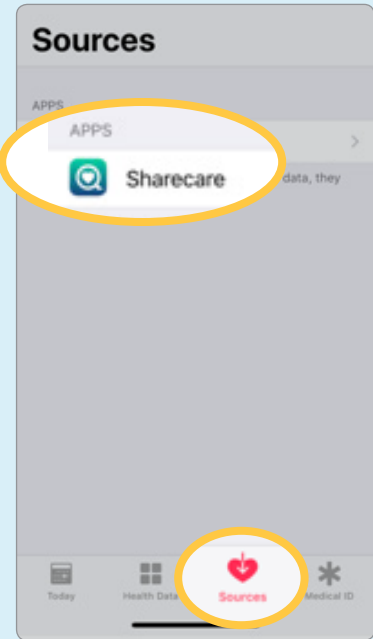 Sources
APPS
APPS
Sharecare
data, they
Today
Health Data
Sources
Medical ID